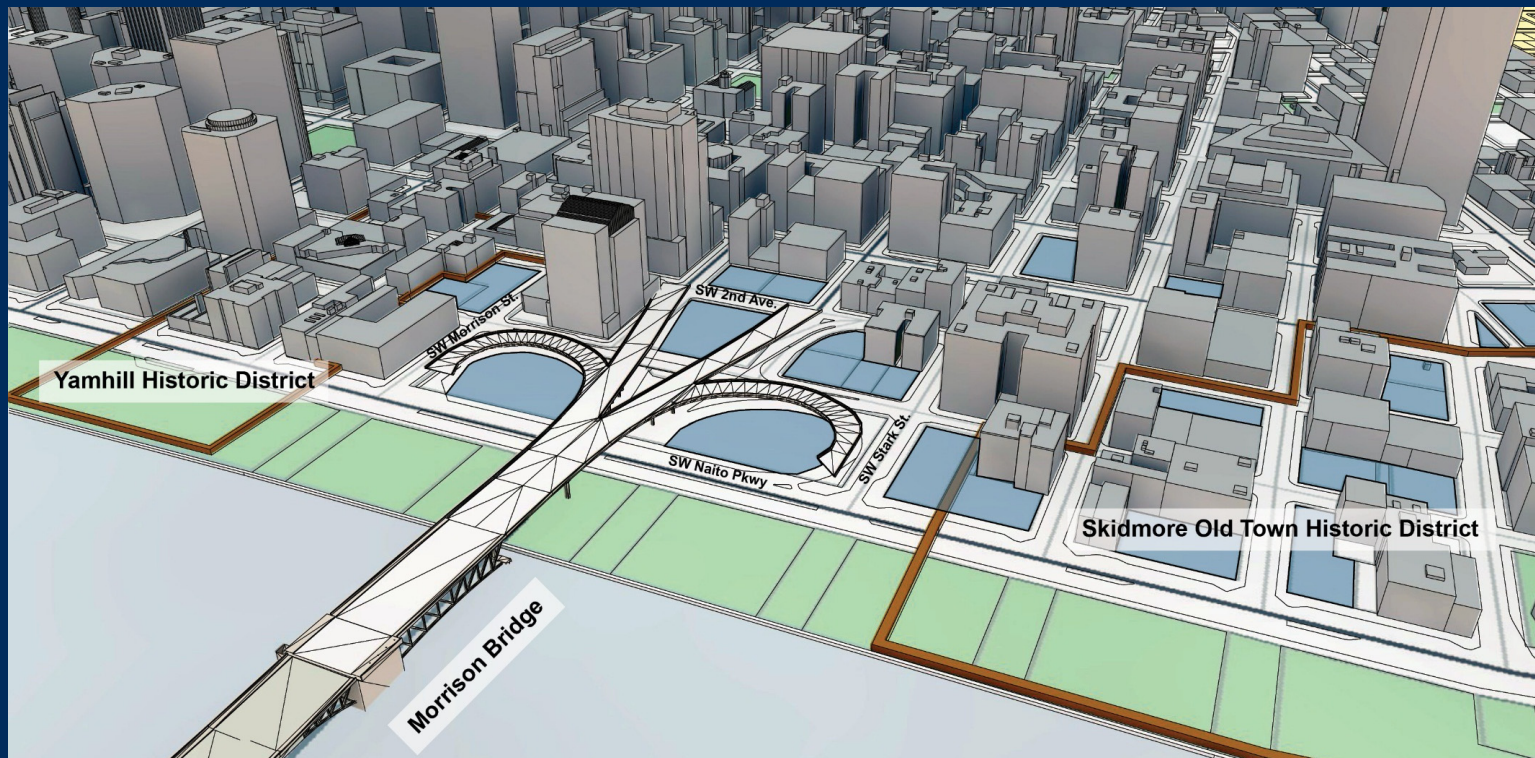 SW 2nd Ave.
SW Morrison St.
Yamhill Historic District
SW Stark St.
SW Naito Pkwy
Skidmore Old Town Historic District
Morrison Bridge